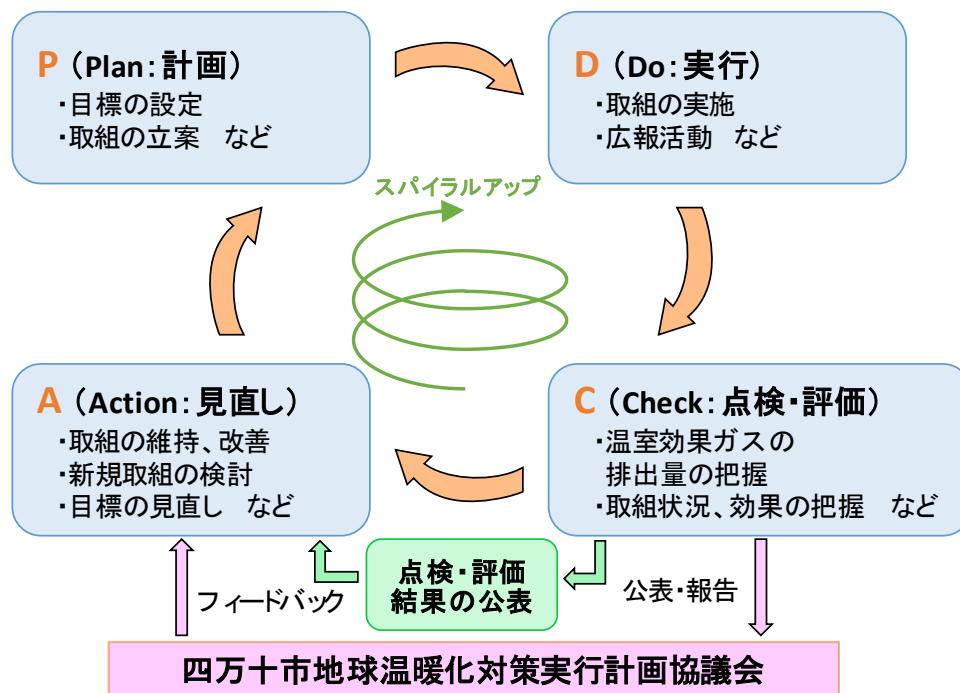 P（Plan：計画）
・目標の設定
・取組の立案　など
D（Do：実行）
・取組の実施
・広報活動　など
スパイラルアップ
A（Action：見直し）
・取組の維持、改善
・新規取組の検討
・目標の見直し　など
C（Check：点検・評価）
・温室効果ガスの
排出量の把握
・取組状況、効果の把握　など
フィードバック
点検・評価
結果の公表
公表・報告
四万十市地球温暖化対策実行計画協議会